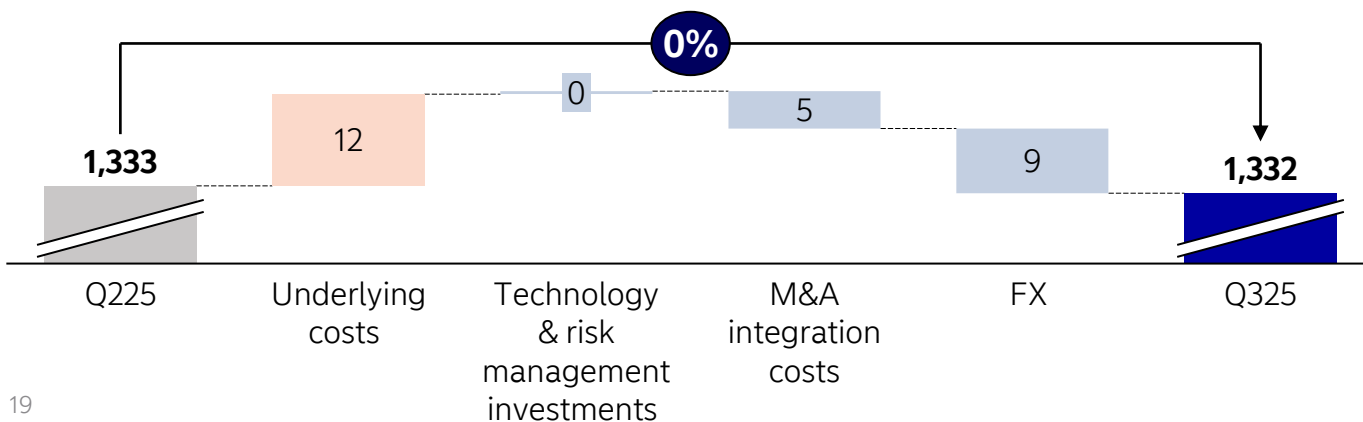 0%
1,333
12
0
5
9
1,332
Q225
Underlying
costs
Technology
& risk
management
investments
M&A
integration
costs
FX
Q325
19